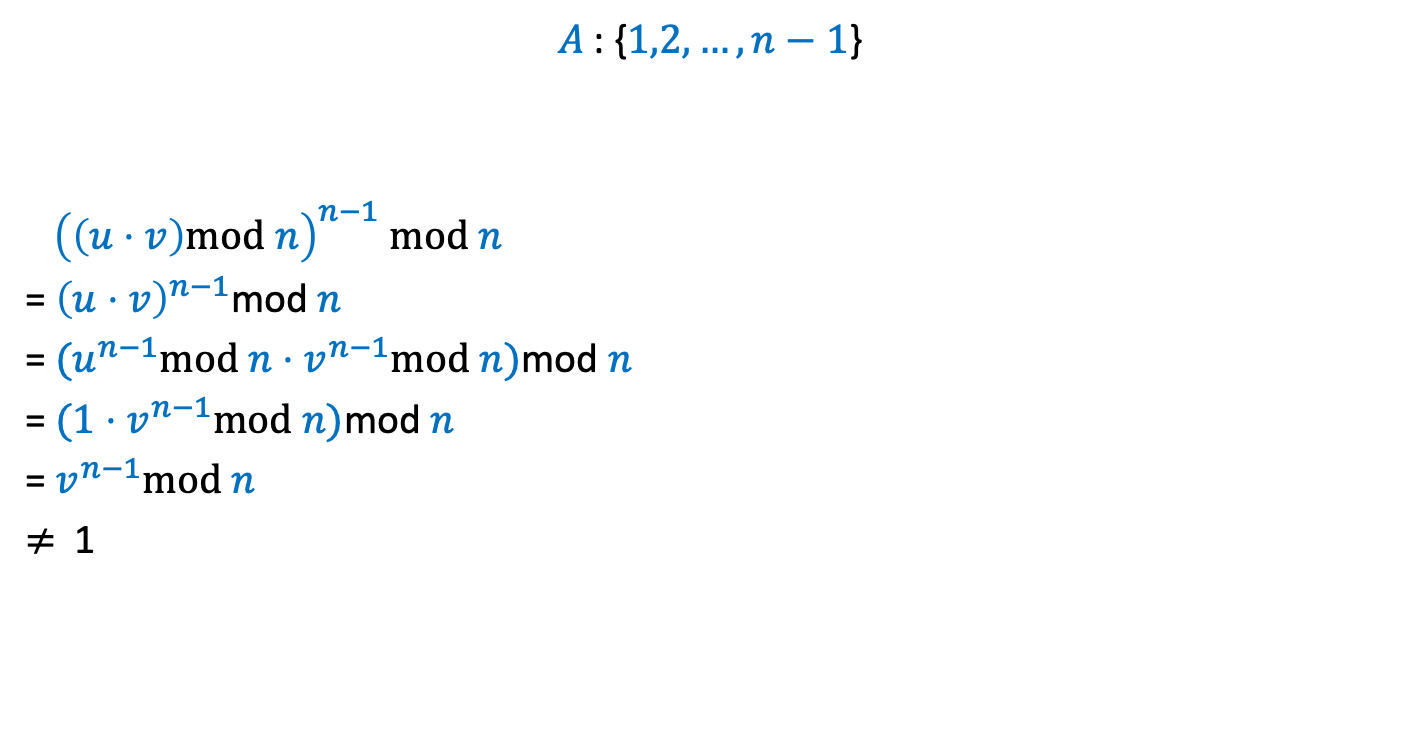 A : {1,2, … , n − 1}
((u · v)mod n)^{n−1} mod n
= (u · v)^{n−1}mod n
= (u^{n−1}mod n · v^{n−1}mod n)mod n
= (1 · v^{n−1}mod n)mod n
= v^{n−1}mod n
≠ 1